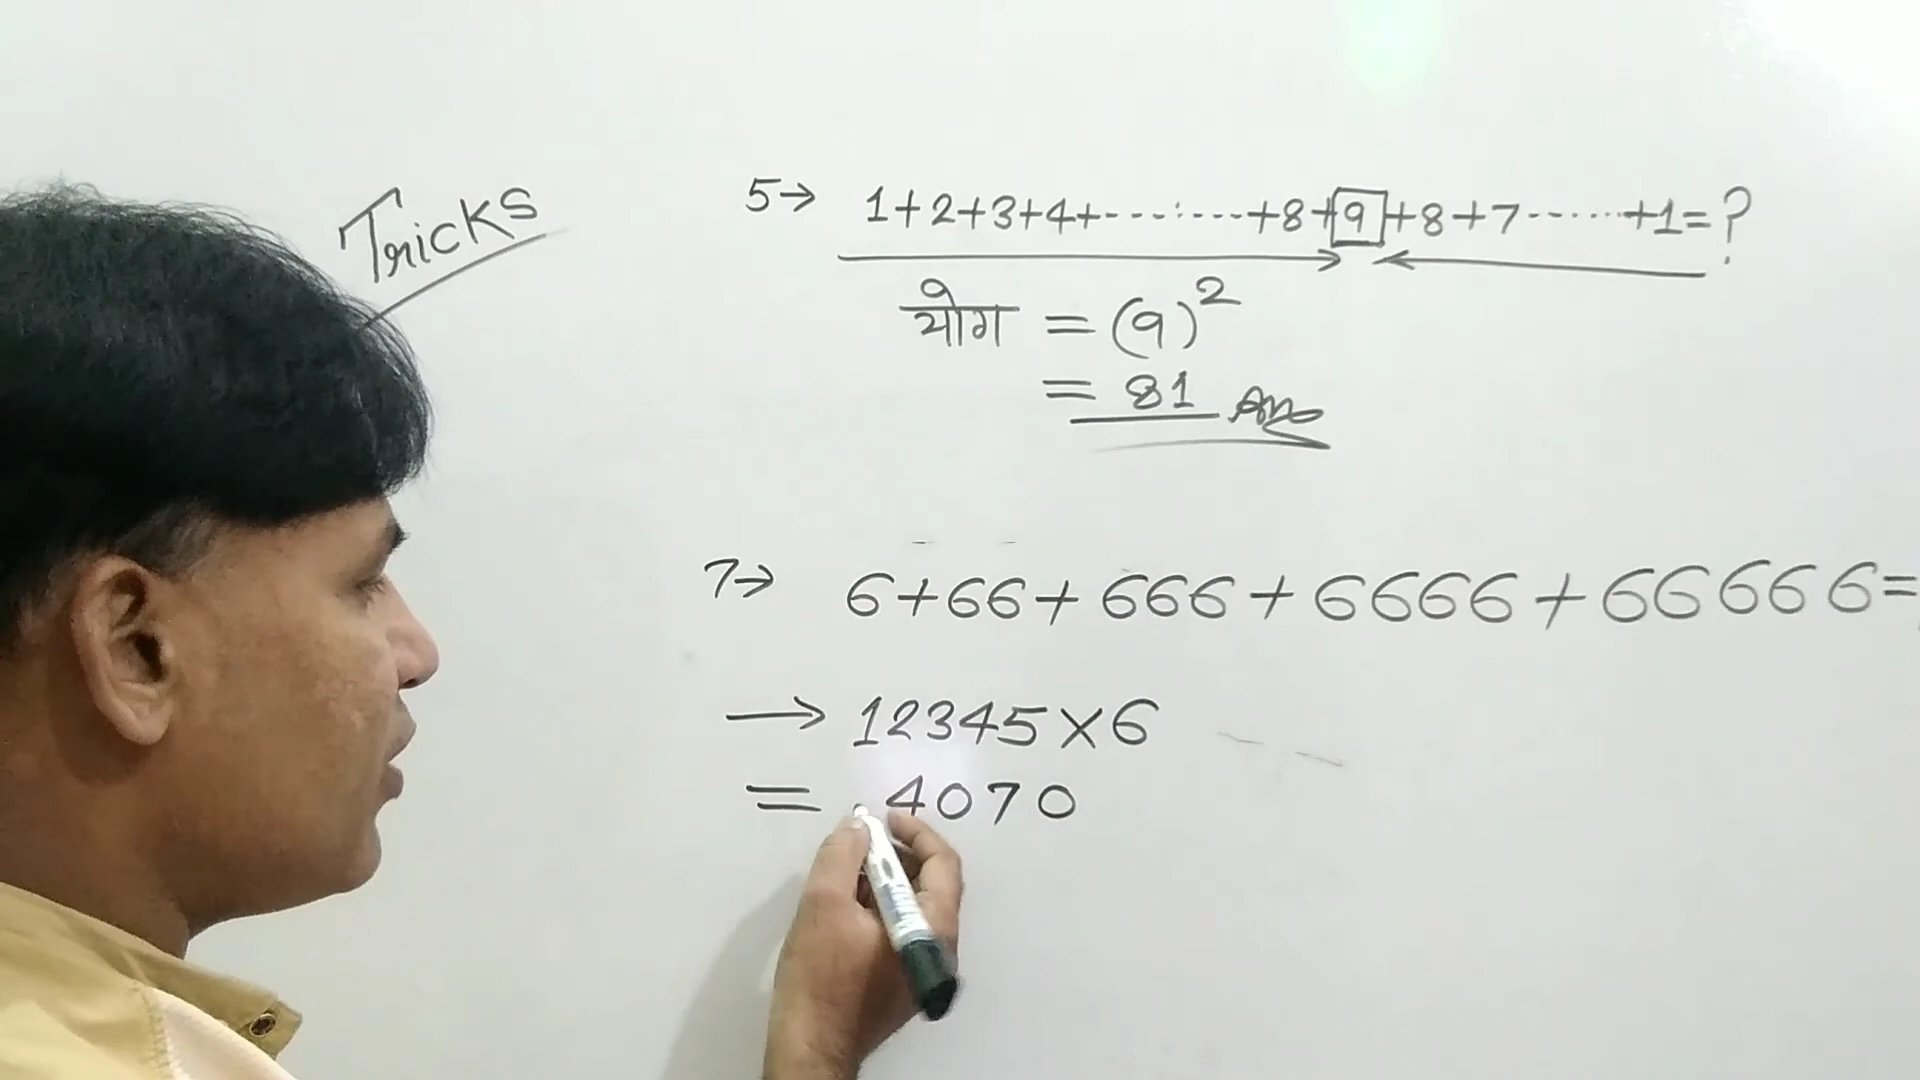 Tricks
5→ 1+2+3+4+-------+8+9+8+7------+1=?
योग = (9)²
= 81 Ans
7→ 6+66+666+6666+66666=
→ 12345×6
= 4070